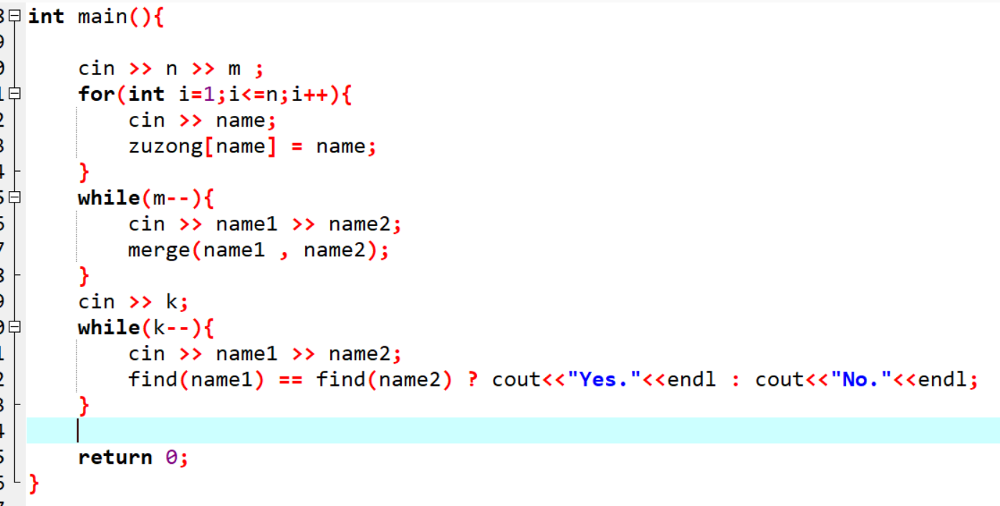 int main(){
cin >> n >> m ;
for(int i=1;i<=n;i++){
cin >> name;
zuzong[name] = name;
}
while(m--){
cin >> name1 >> name2;
merge(name1 , name2);
}
cin >> k;
while(k--){
cin >> name1 >> name2;
find(name1) == find(name2) ? cout<<"Yes."<<endl : cout<<"No."<<endl;
}
return 0;
}